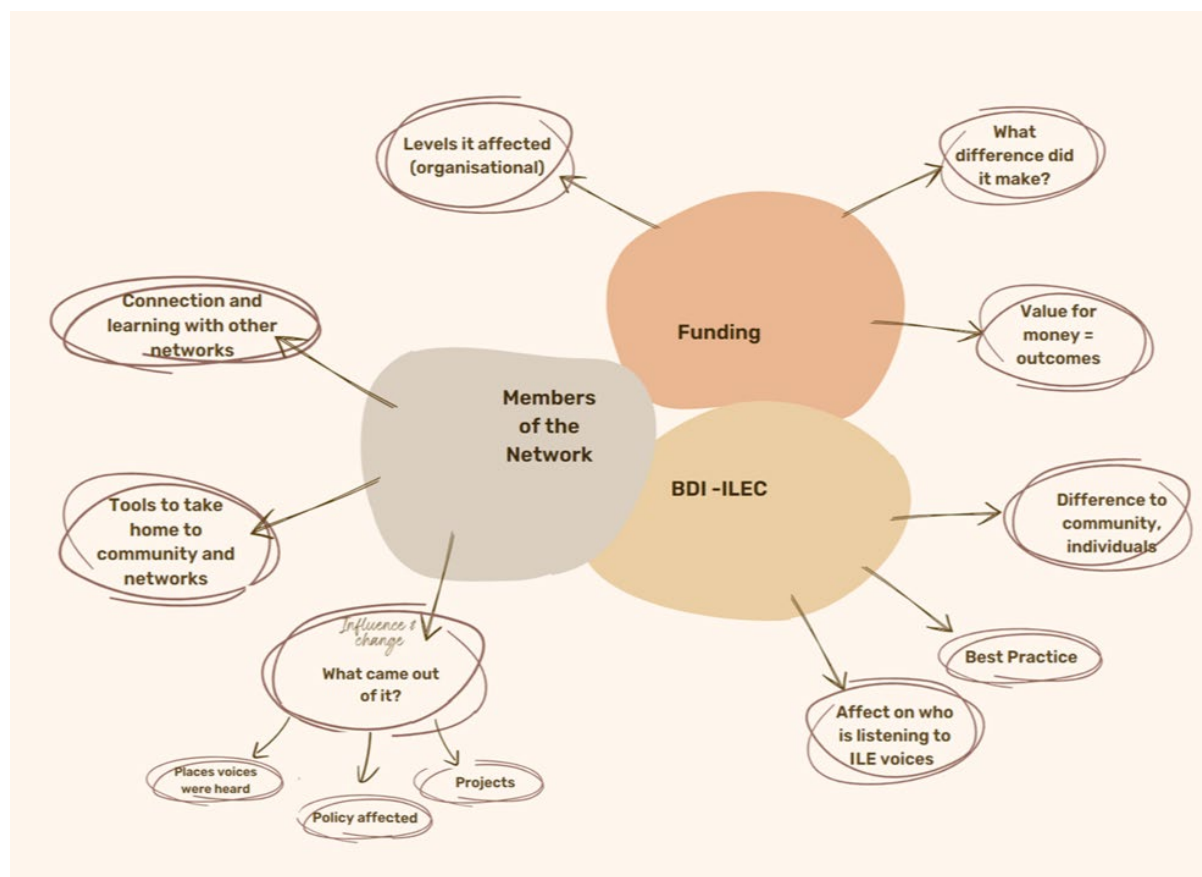 Levels it affected
(organisational)
What
difference did
it make?
Connection and
learning with other
networks
Value for
money =
outcomes
Funding
Members
of the
Network
BDI -ILEC
Tools to take
home to
community and
networks
Difference to
community,
individuals
Influence &
change
What came out
of it?
Best Practice
Affect on who
is listening to
ILE voices
Places voices
were heard
Policy affected
Projects